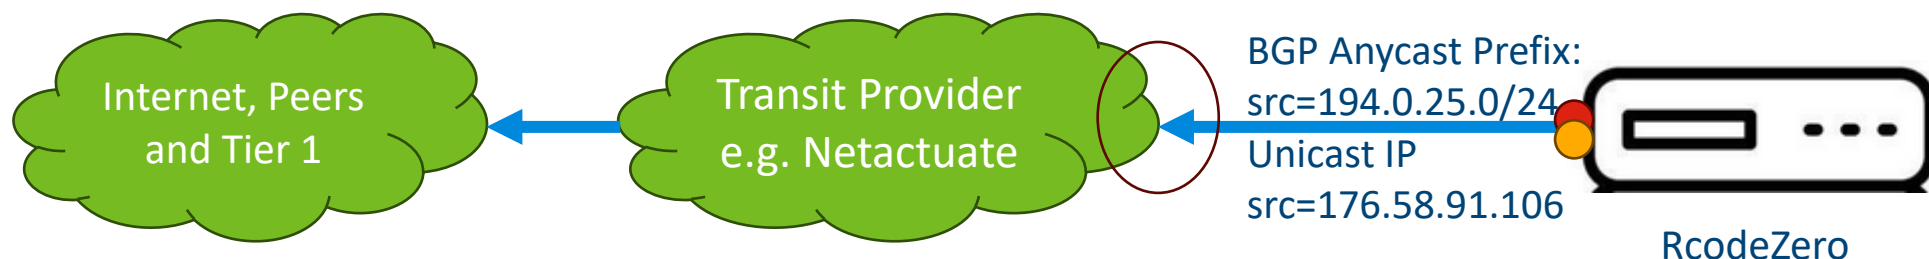 Internet, Peers
and Tier 1
Transit Provider
e.g. Netactuate
BGP Anycast Prefix:
src=194.0.25.0/24
Unicast IP
src=176.58.91.106
RcodeZero